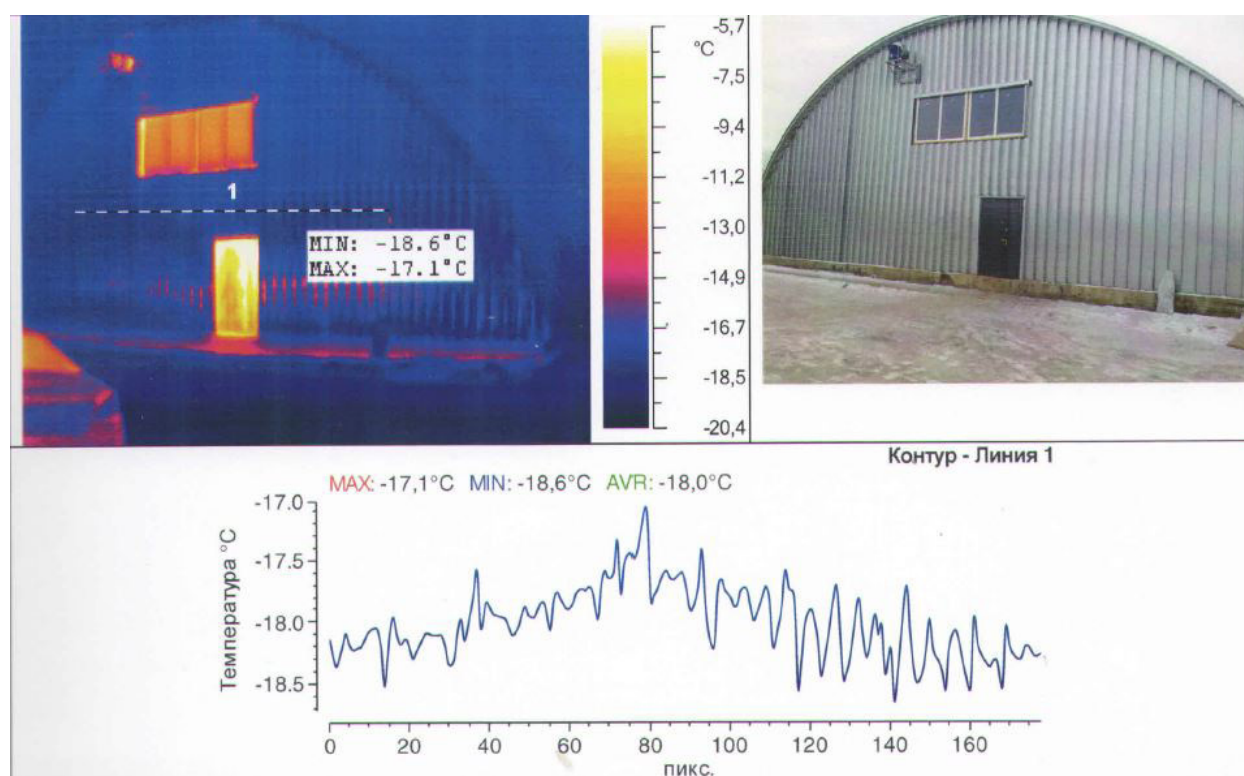 1
MIN: -18.6°C
MAX: -17.1°C
°C
-5,7
-7,5
-9,4
-11,2
-13,0
-14,9
-16,7
-18,5
-20,4
Контур - Линия 1
MAX: -17,1°C MIN: -18,6°C AVR: -18,0°C
Температура °C
-17.0
-17.5
-18.0
-18.5
0 20 40 60 80 100 120 140 160
пикс.